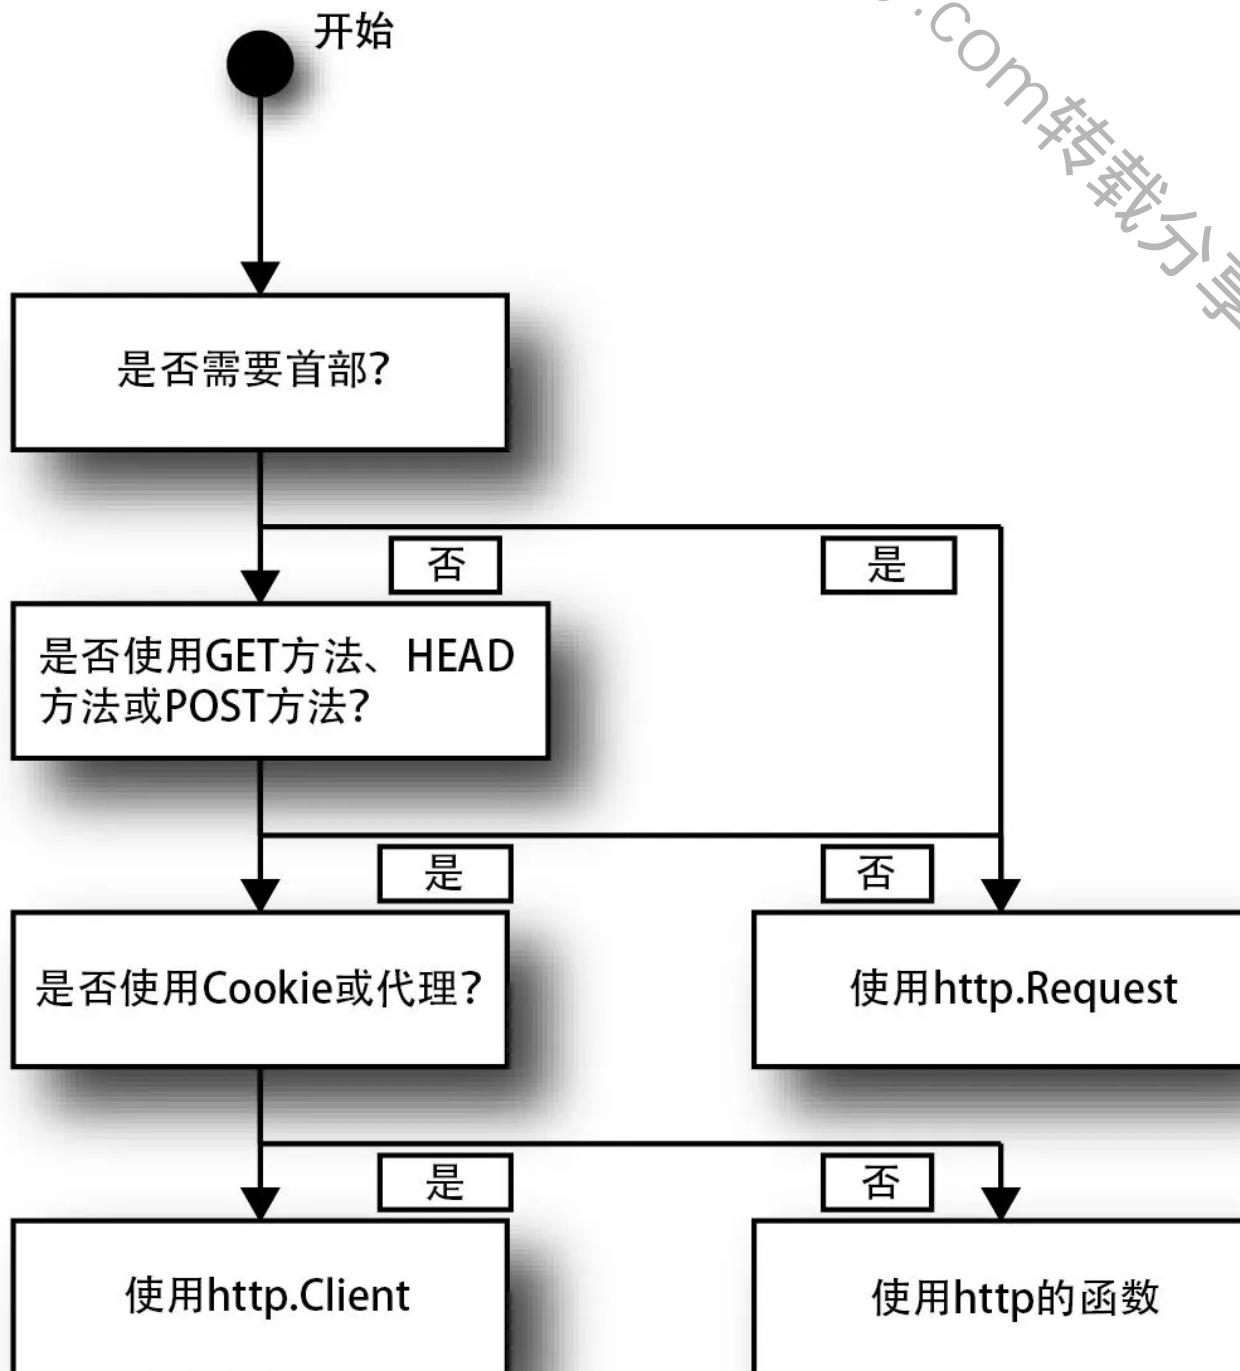 开始
.com转载分享
是否需要首部?
否
是
是否使用GET方法、HEAD
方法或POST方法?
是
否
是否使用Cookie或代理?
使用http.Request
是
否
使用http.Client
使用http的函数